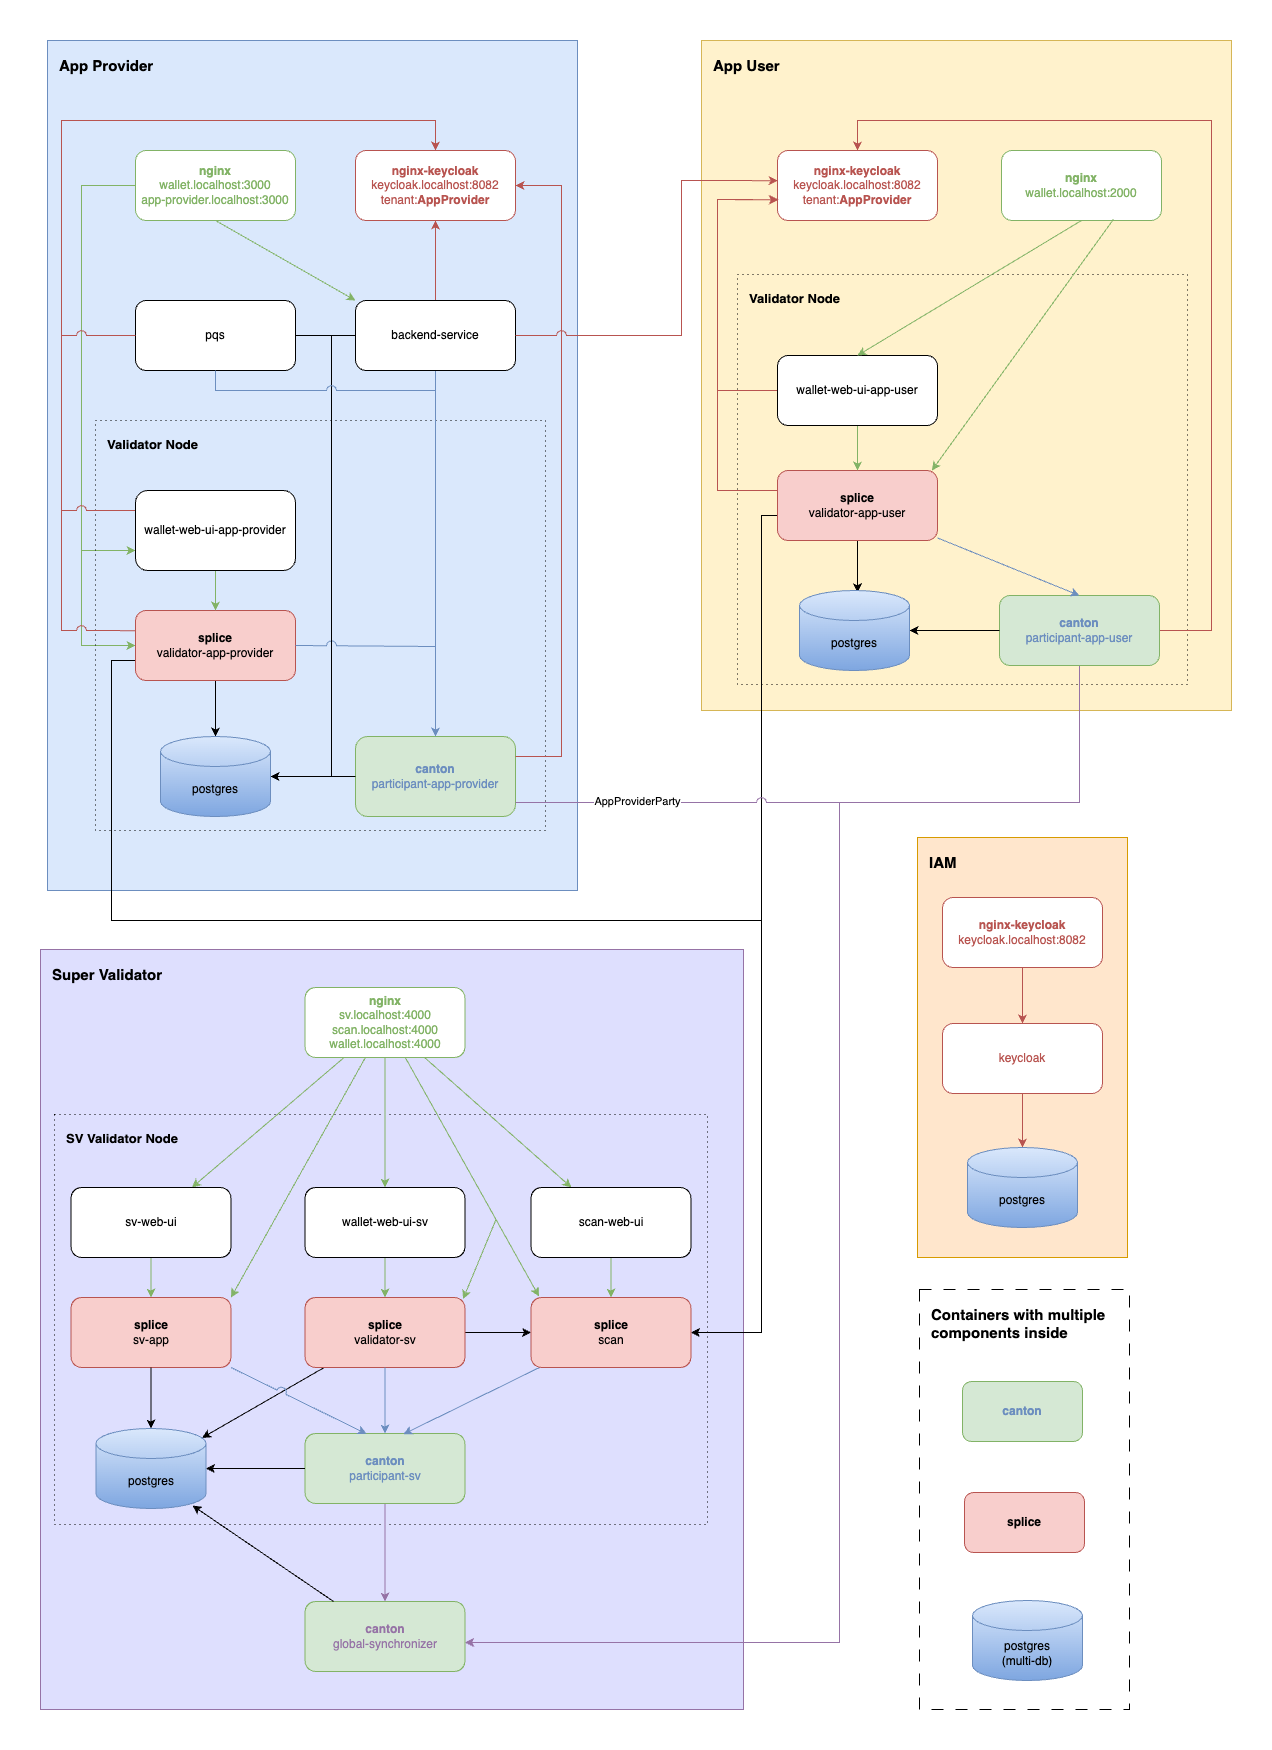 App Provider
nginx
wallet.localhost:3000
app-provider.localhost:3000
nginx-keycloak
keycloak.localhost:8082
tenant:AppProvider
pqs
backend-service
Validator Node
wallet-web-ui-app-provider
splice
validator-app-provider
postgres
canton
participant-app-provider
AppProviderParty
App User
nginx-keycloak
keycloak.localhost:8082
tenant:AppProvider
nginx
wallet.localhost:2000
Validator Node
wallet-web-ui-app-user
splice
validator-app-user
postgres
canton
participant-app-user
IAM
nginx-keycloak
keycloak.localhost:8082
keycloak
postgres
Super Validator
nginx
sv.localhost:4000
scan.localhost:4000
wallet.localhost:4000
SV Validator Node
sv-web-ui
wallet-web-ui-sv
scan-web-ui
splice
sv-app
splice
validator-sv
splice
scan
postgres
canton
participant-sv
canton
global-synchronizer
Containers with multiple
components inside
canton
splice
postgres
(multi-db)